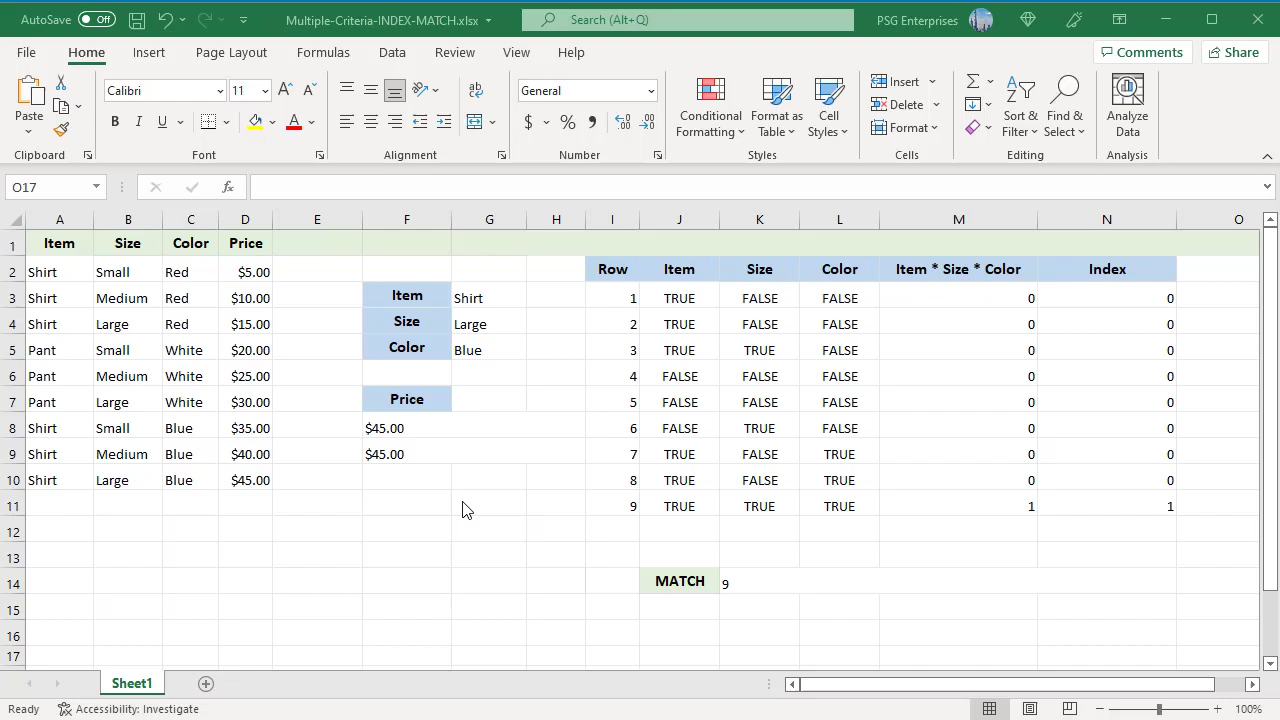 AutoSave Off Multiple-Criteria-INDEX-MATCH.xlsx Search (Alt+Q) PSG Enterprises
File Home Insert Page Layout Formulas Data Review View Help Comments Share
Paste Calibri 11 A A B I U A
ab General $ % 9 .00
Conditional Formatting Format as Table Cell Styles
Insert Delete Format
Sort & Filter Find & Select Analyze Data
Clipboard Font Alignment Number Styles Cells Editing Analysis
O17 fx
A B C D E F G H I J K L M N O
1 Item Size Color Price
2 Shirt Small Red $5.00 Row Item Size Color Item * Size * Color Index
3 Shirt Medium Red $10.00 Item Shirt 1 TRUE FALSE FALSE 0 0
4 Shirt Large Red $15.00 Size Large 2 TRUE FALSE FALSE 0 0
5 Pant Small White $20.00 Color Blue 3 TRUE TRUE FALSE 0 0
6 Pant Medium White $25.00 4 FALSE FALSE FALSE 0 0
7 Pant Large White $30.00 Price 5 FALSE FALSE FALSE 0 0
8 Shirt Small Blue $35.00 $45.00 6 FALSE TRUE FALSE 0 0
9 Shirt Medium Blue $40.00 $45.00 7 TRUE FALSE TRUE 0 0
10 Shirt Large Blue $45.00 8 TRUE FALSE TRUE 0 0
11 9 TRUE TRUE TRUE 1 1
12
13
14 MATCH 9
15
16
17
Sheet1
Ready Accessibility: Investigate 100%